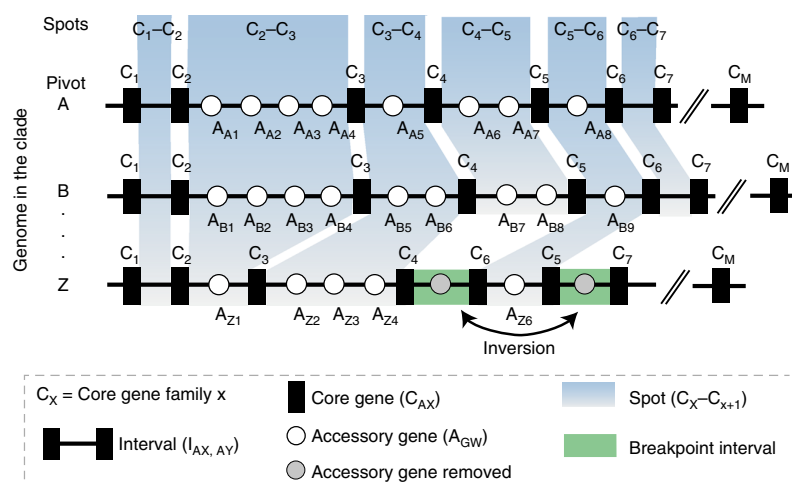 Spots
C1–C2 C2–C3 C3–C4 C4–C5 C5–C6 C6–C7
Genome in the clade
Pivot
A
C1 C2 C3 C4 C5 C6 C7 CM
AA1 AA2 AA3 AA4 AA5 AA6 AA7 AA8
B
C1 C2 C3 C4 C5 C6 C7 CM
AB1 AB2 AB3 AB4 AB5 AB6 AB7 AB8 AB9
.
.
.
Z
C1 C2 C3 C4 C6 C5 C7 CM
AZ1 AZ2 AZ3 AZ4 AZ6
Inversion
CX = Core gene family x
Interval (IAX, AY)
Core gene (CAX)
Accessory gene (AGW)
Accessory gene removed
Spot (CX–Cx+1)
Breakpoint interval